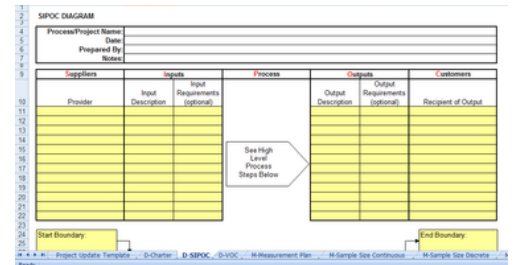 SIPOC DIAGRAM
Process/Project Name:
Date:
Prepared By:
Notes:
Suppliers Inputs Process Outputs Customers
Provider Input Description Input Requirements (optional) Output Description Output Requirements (optional) Recipient of Output
See High
Level
Process
Steps Below
Start Boundary: End Boundary:
Project Update Template D-Charter D-SIPOC D-VOC M-Measurement Plan M-Sample Size Continuous M-Sample Size Discrete